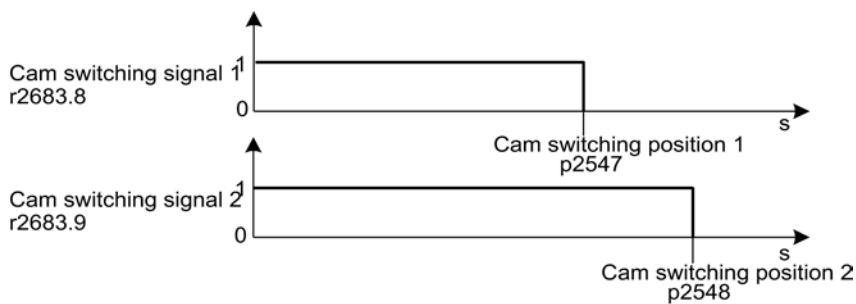 Cam switching signal 1
r2683.8
1
0
s
Cam switching position 1
p2547
Cam switching signal 2
r2683.9
1
0
s
Cam switching position 2
p2548